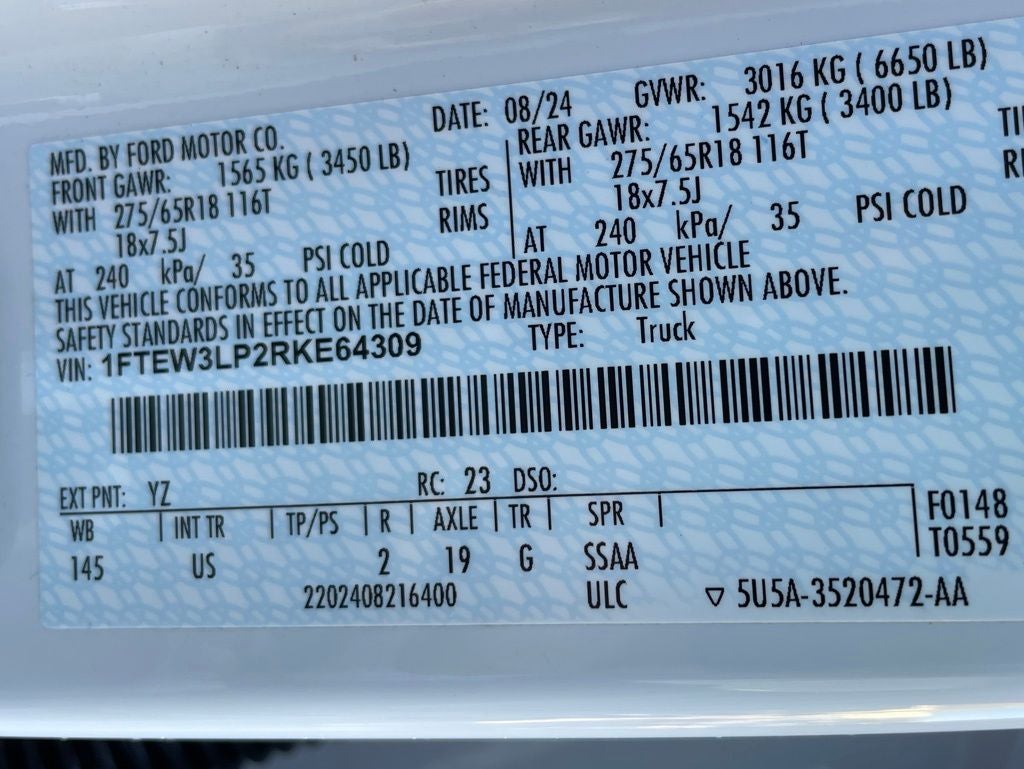 MFD. BY FORD MOTOR CO. DATE: 08/24 GVWR: 3016 KG ( 6650 LB)
FRONT GAWR: 1565 KG ( 3450 LB) REAR GAWR: 1542 KG ( 3400 LB)
WITH 275/65R18 116T TIRES WITH 275/65R18 116T TI
18x7.5J RIMS 18x7.5J R
AT 240 kPa/ 35 PSI COLD AT 240 kPa/ 35 PSI COLD
THIS VEHICLE CONFORMS TO ALL APPLICABLE FEDERAL MOTOR VEHICLE
SAFETY STANDARDS IN EFFECT ON THE DATE OF MANUFACTURE SHOWN ABOVE.
VIN: 1FTEW3LP2RKE64309 TYPE: Truck
EXT PNT: YZ RC: 23 DSO:
WB INT TR TP/PS R AXLE TR SPR F0148
145 US 2 19 G SSAA T0559
2202408216400 ULC ▽ 5U5A-3520472-AA